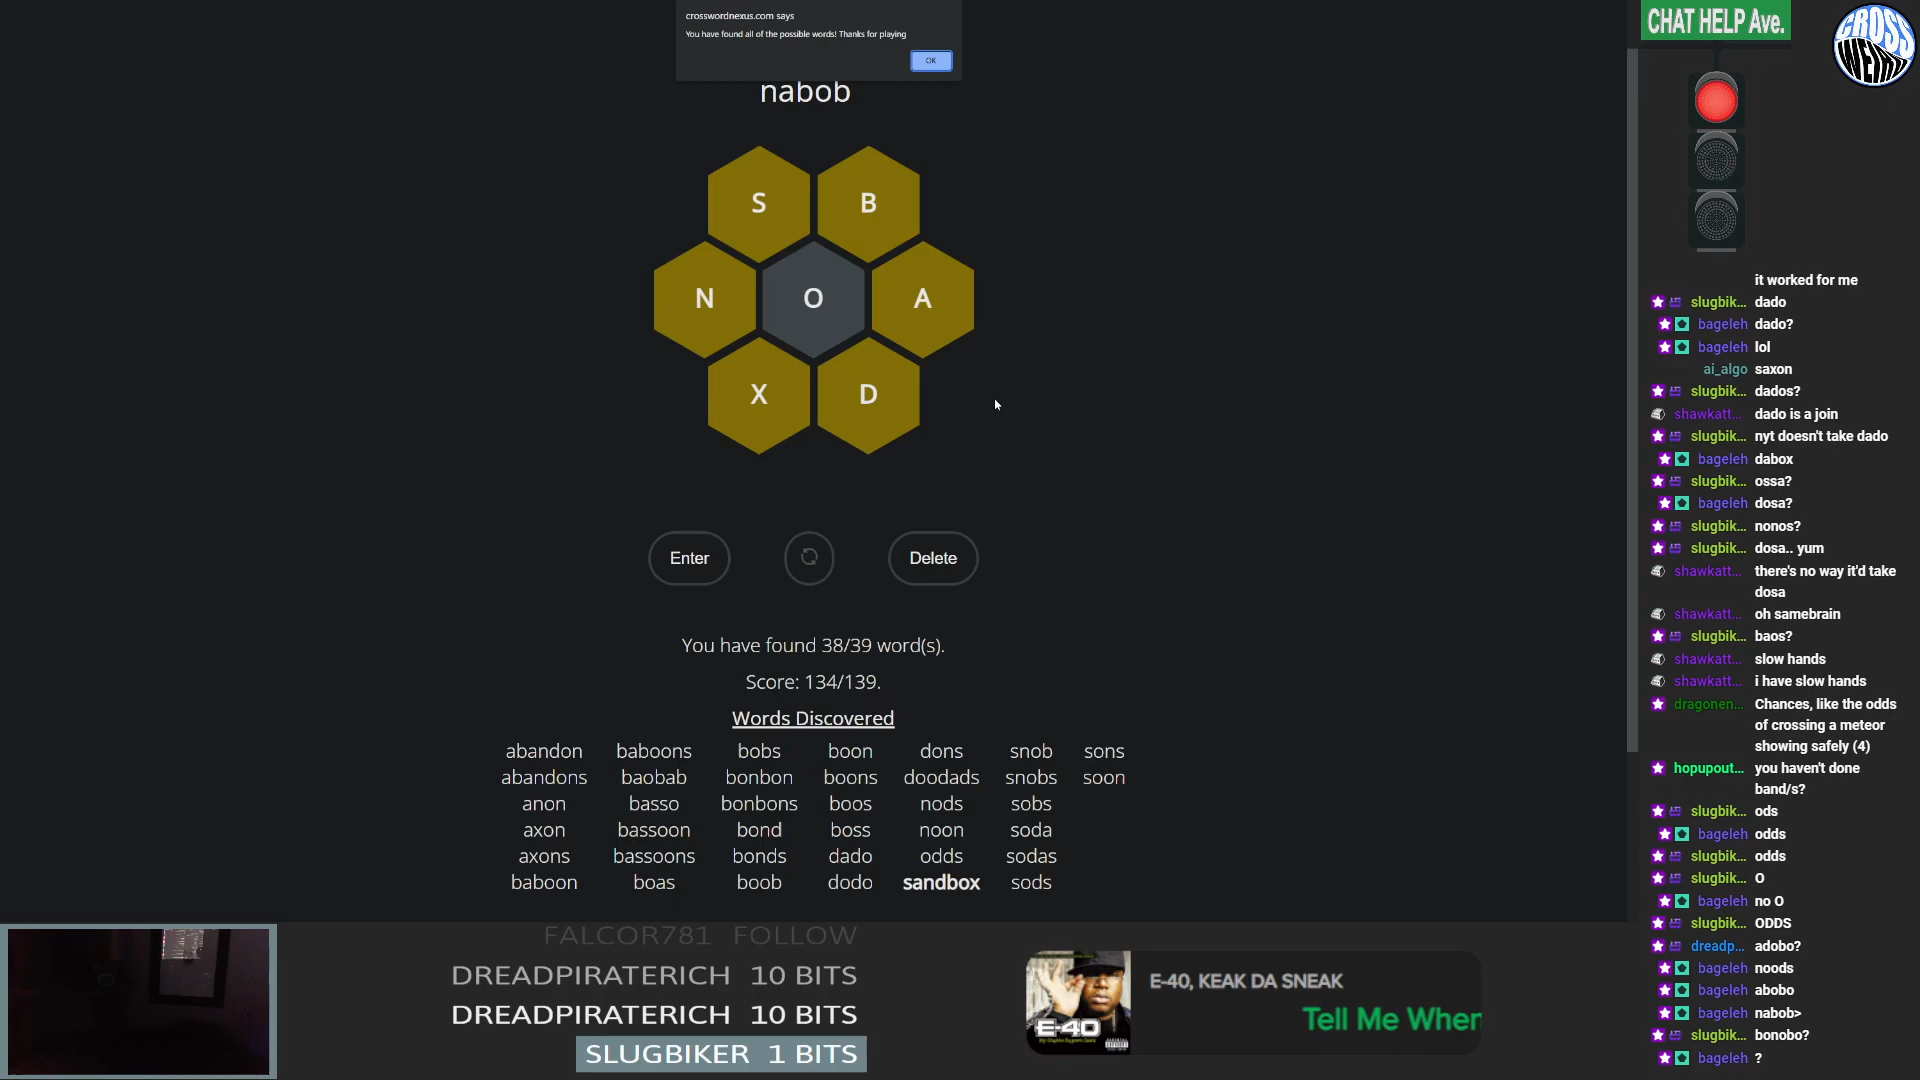 crosswordnexus.com says
You have found all of the possible words! Thanks for playing
OK
nabob
S
B
N
O
A
X
D
Enter
Delete
You have found 38/39 word(s).
Score: 134/139.
Words Discovered
abandon baboons bobs boon dons snob sons
abandons baobab bonbon boons doodads snobs soon
anon basso bonbons boos nods sobs
axon bassoon bond boss noon soda
axons bassoons bonds dado odds sodas
baboon boas boob dodo sandbox sods
FALCOR781 FOLLOW
DREADPIRATERICH 10 BITS
DREADPIRATERICH 10 BITS
SLUGBIKER 1 BITS
E-40
E-40, KEAK DA SNEAK
Tell Me When
CHAT HELP Ave.
CROSS
WEIRD
it worked for me
slugbik... dado
bageleh dado?
bageleh lol
ai_algo saxon
slugbik... dados?
shawkatt... dado is a join
slugbik... nyt doesn't take dado
bageleh dabox
slugbik... ossa?
bageleh dosa?
slugbik... nonos?
slugbik... dosa.. yum
shawkatt... there's no way it'd take
dosa
shawkatt... oh samebrain
slugbik... baos?
shawkatt... slow hands
shawkatt... i have slow hands
dragonen... Chances, like the odds
of crossing a meteor
showing safely (4)
hopupout... you haven't done
band/s?
slugbik... ods
bageleh odds
slugbik... odds
slugbik... O
bageleh no O
slugbik... ODDS
dreadp... adobo?
bageleh noods
bageleh abobo
bageleh nabob>
slugbik... bonobo?
bageleh ?